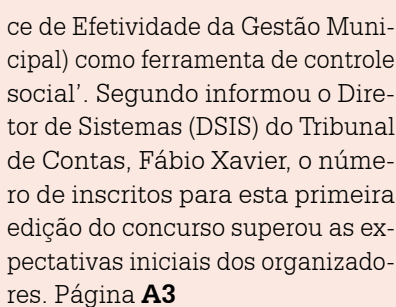 ce de Efetividade da Gestão Muni-
cipal) como ferramenta de controle
social'. Segundo informou o Dire-
tor de Sistemas (DSIS) do Tribunal
de Contas, Fábio Xavier, o núme-
ro de inscritos para esta primeira
edição do concurso superou as ex-
pectativas iniciais dos organizado-
res. Página A3